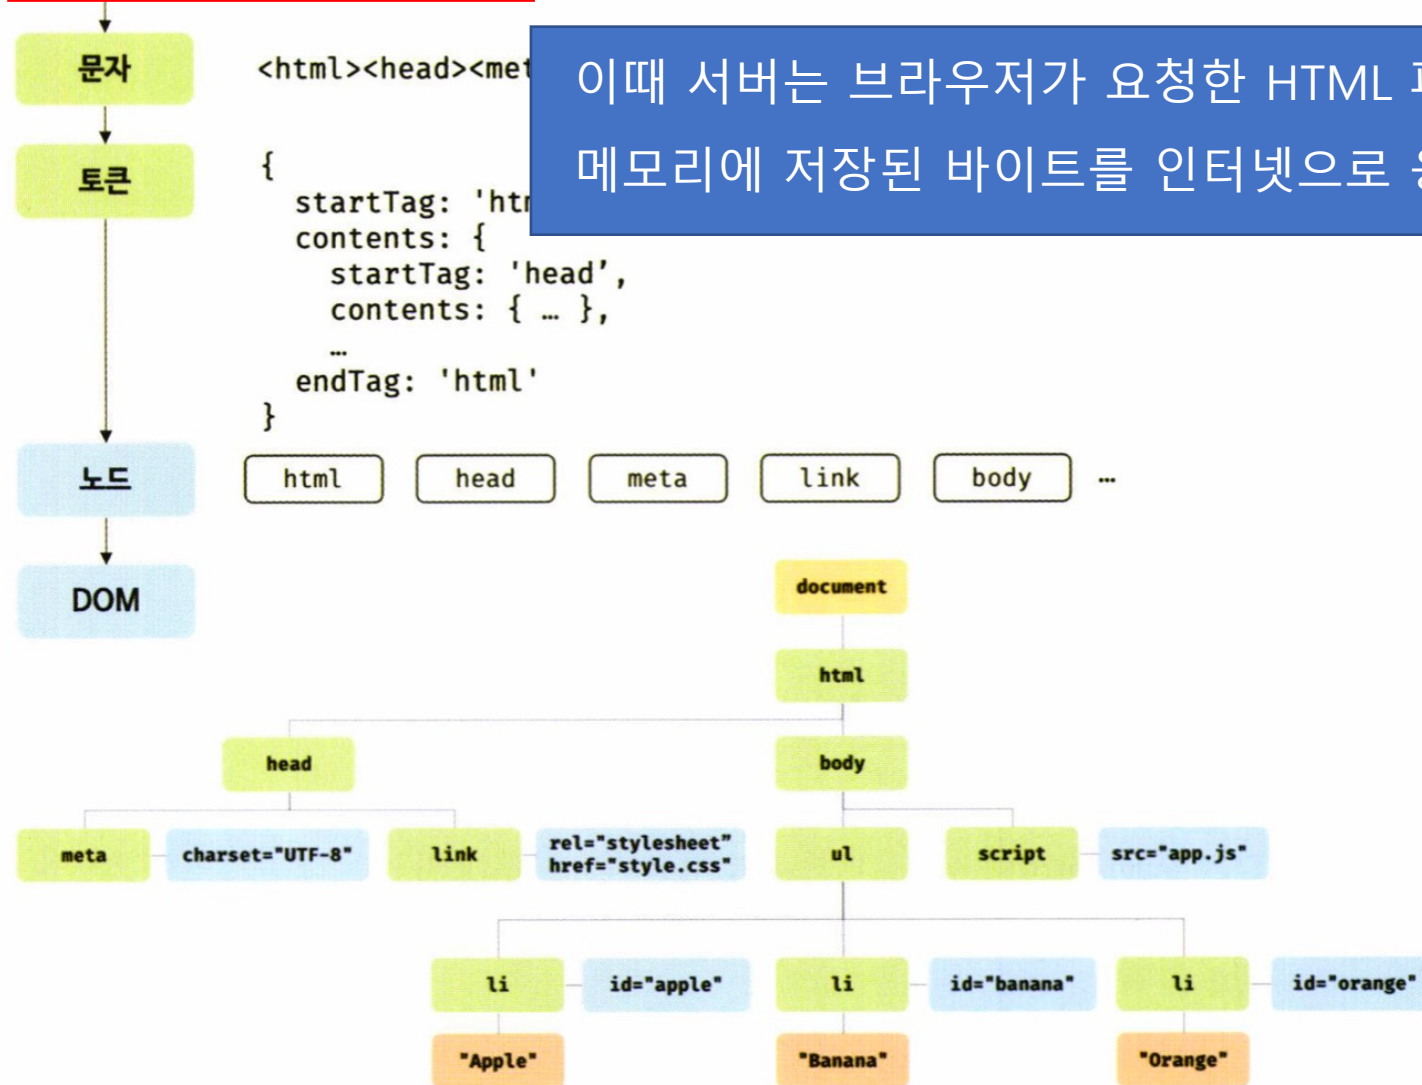 문자
<html><head><met
이때 서버는 브라우저가 요청한 HTML
메모리에 저장된 바이트를 인터넷으로
토큰
{
startTag: 'htm
contents: {
startTag: 'head',
contents: { … },
…
endTag: 'html'
}
노드
html head meta link body …
DOM
document
html
head body
meta charset="UTF-8" link rel="stylesheet" ul script src="app.js"
href="style.css"
li id="apple" li id="banana" li id="orange"
"Apple" "Banana" "Orange"